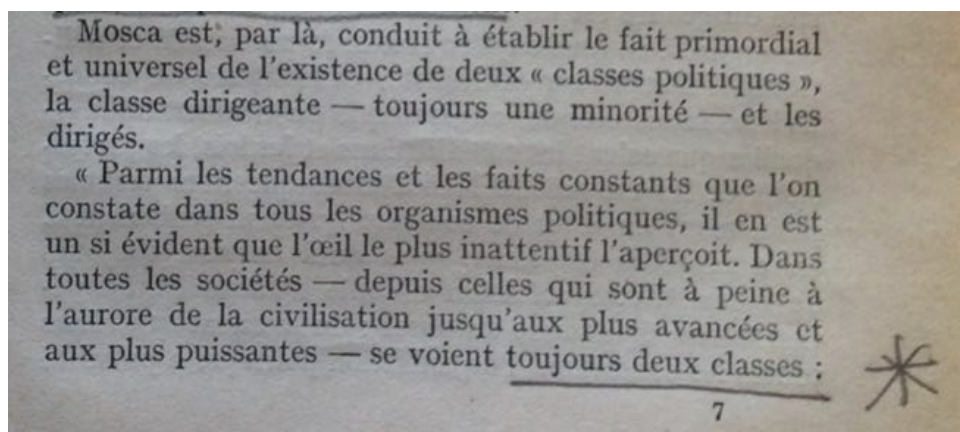 Mosca est, par là, conduit à établir le fait primordial
et universel de l'existence de deux « classes politiques »,
la classe dirigeante — toujours une minorité — et les
dirigés.
« Parmi les tendances et les faits constants que l'on
constate dans tous les organismes politiques, il en est
un si évident que l'œil le plus inattentif l'aperçoit. Dans
toutes les sociétés — depuis celles qui sont à peine à
l'aurore de la civilisation jusqu'aux plus avancées et
aux plus puissantes — se voient toujours deux classes :
7